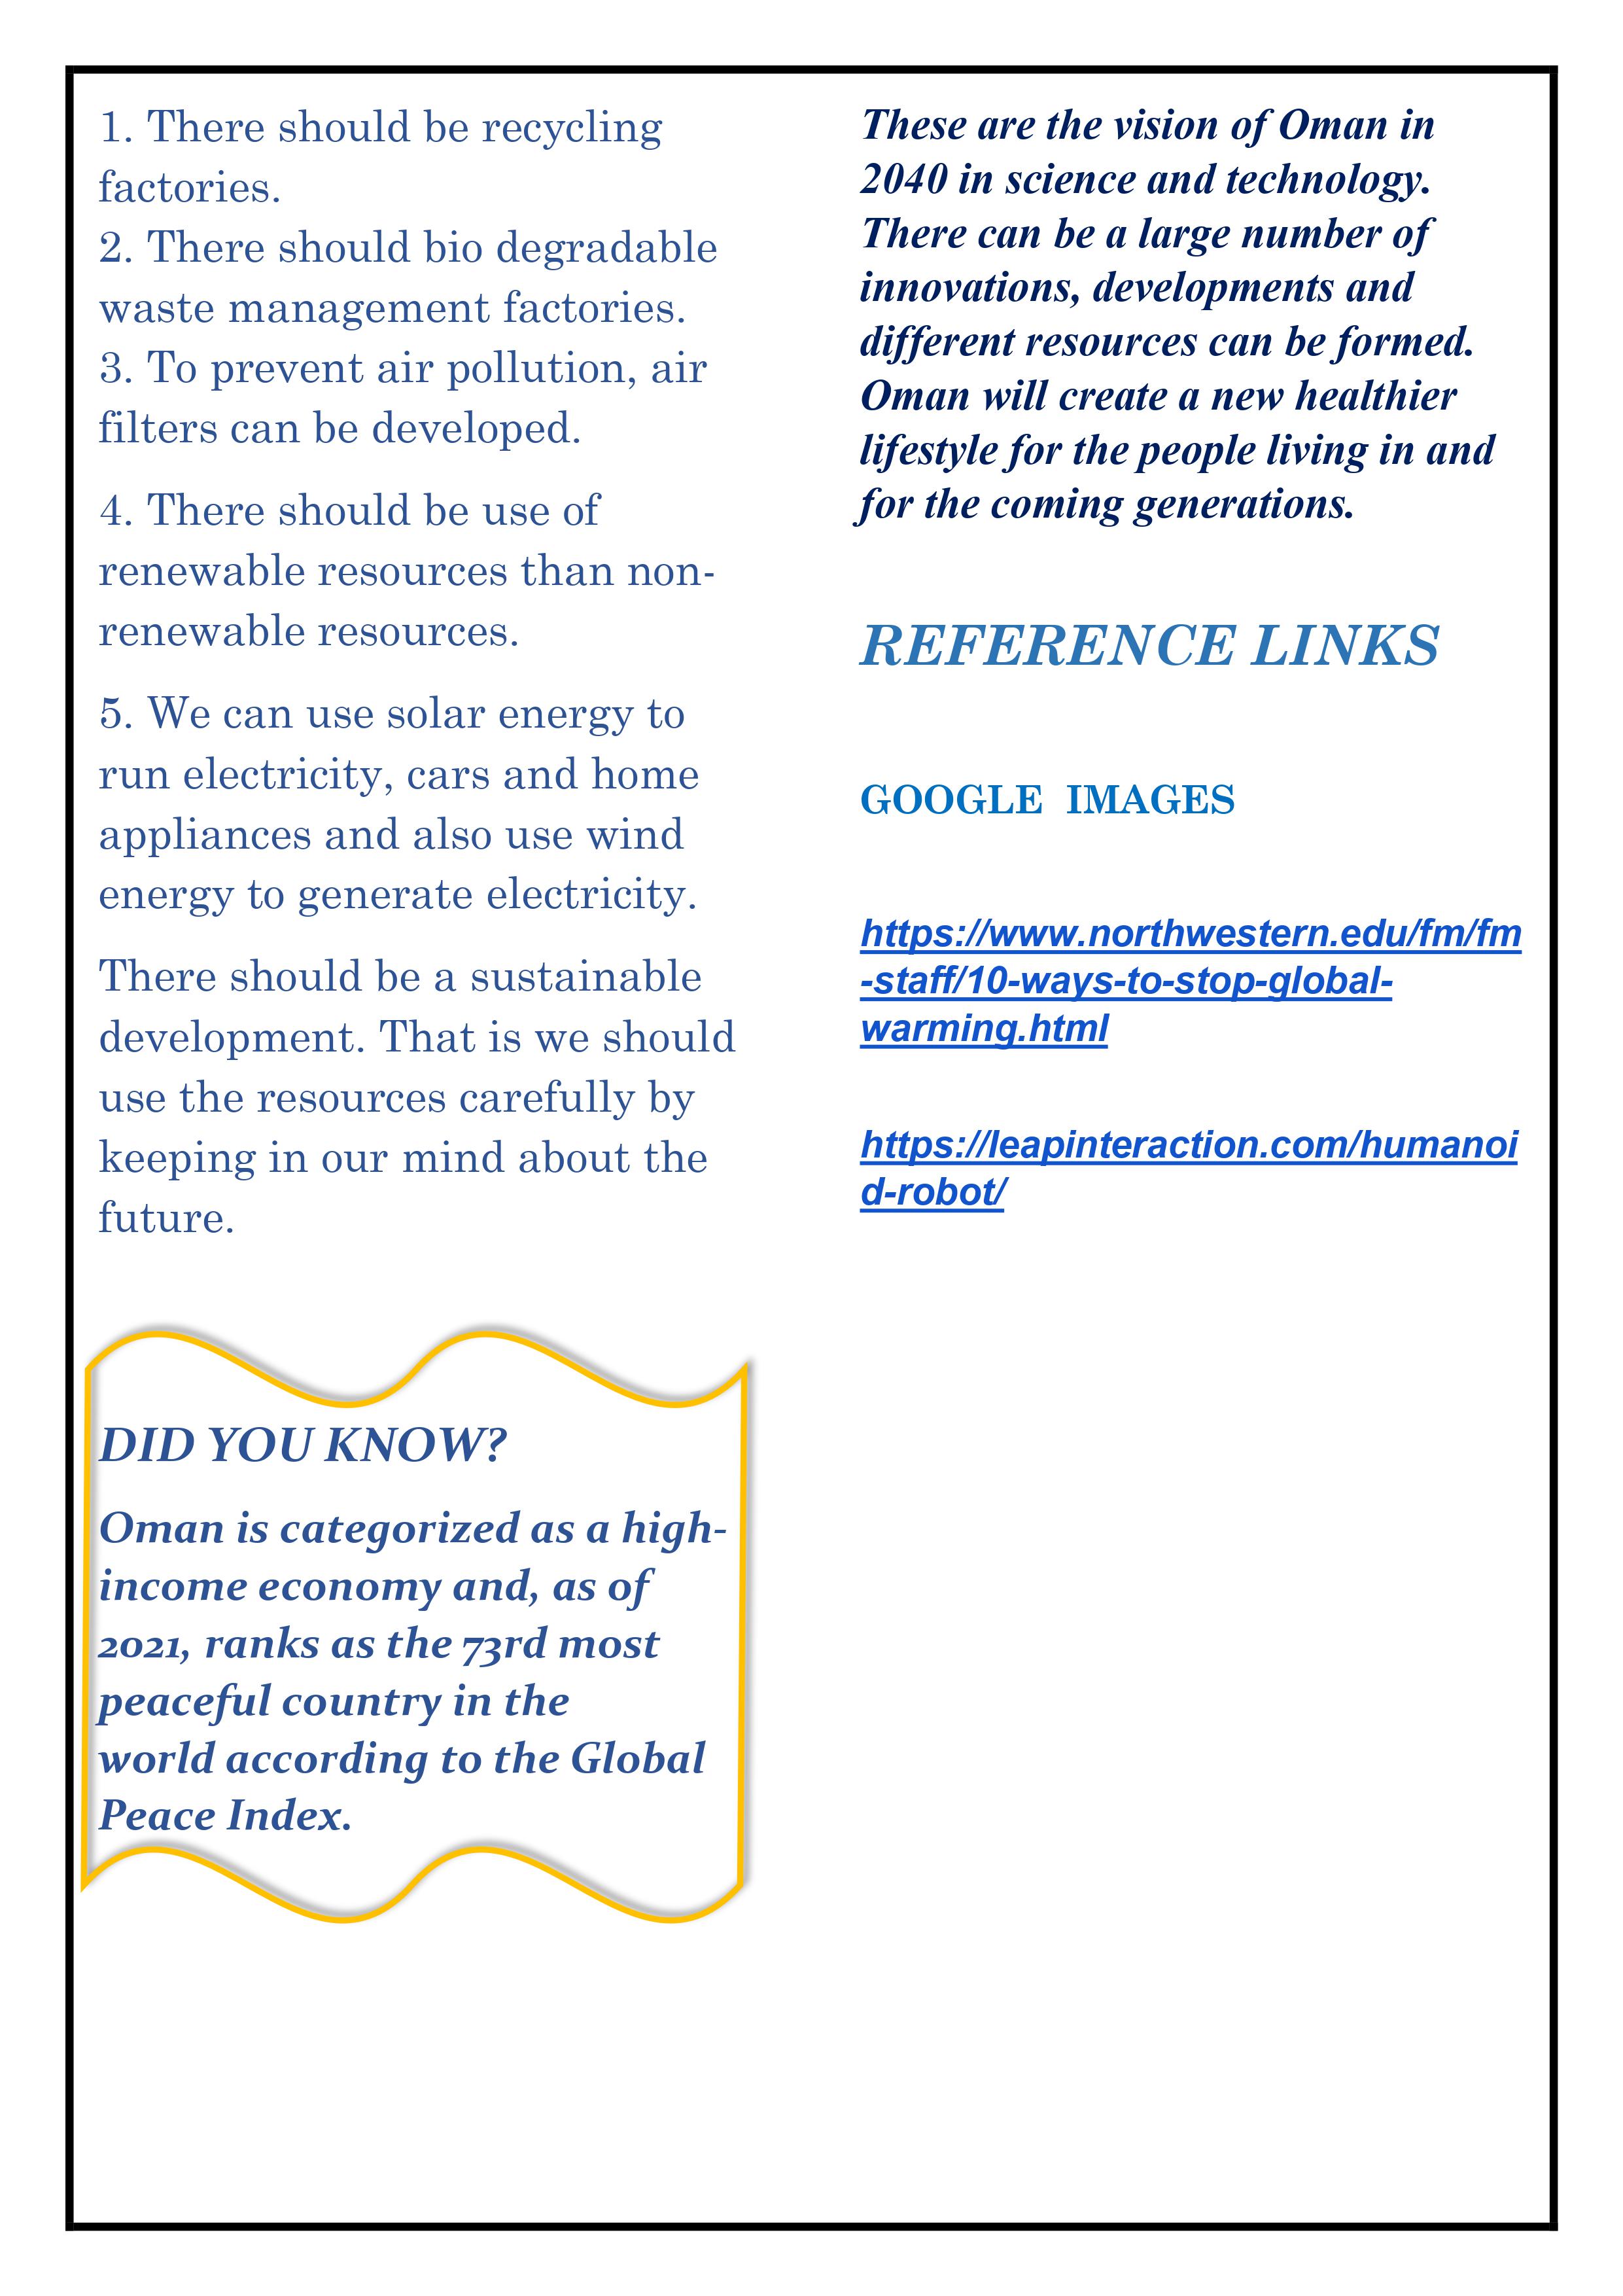 1. There should be recycling
factories.
2. There should bio degradable
waste management factories.
3. To prevent air pollution, air
filters can be developed.
4. There should be use of
renewable resources than non-
renewable resources.
5. We can use solar energy to
run electricity, cars and home
appliances and also use wind
energy to generate electricity.
There should be a sustainable
development. That is we should
use the resources carefully by
keeping in our mind about the
future.
DID YOU KNOW?
Oman is categorized as a high-
income economy and, as of
2021, ranks as the 73rd most
peaceful country in the
world according to the Global
Peace Index.
These are the vision of Oman in
2040 in science and technology.
There can be a large number of
innovations, developments and
different resources can be formed.
Oman will create a new healthier
lifestyle for the people living in and
for the coming generations.
REFERENCE LINKS
GOOGLE IMAGES
https://www.northwestern.edu/fm/fm
-staff/10-ways-to-stop-global-
warming.html
https://leapinteraction.com/humanoi
d-robot/